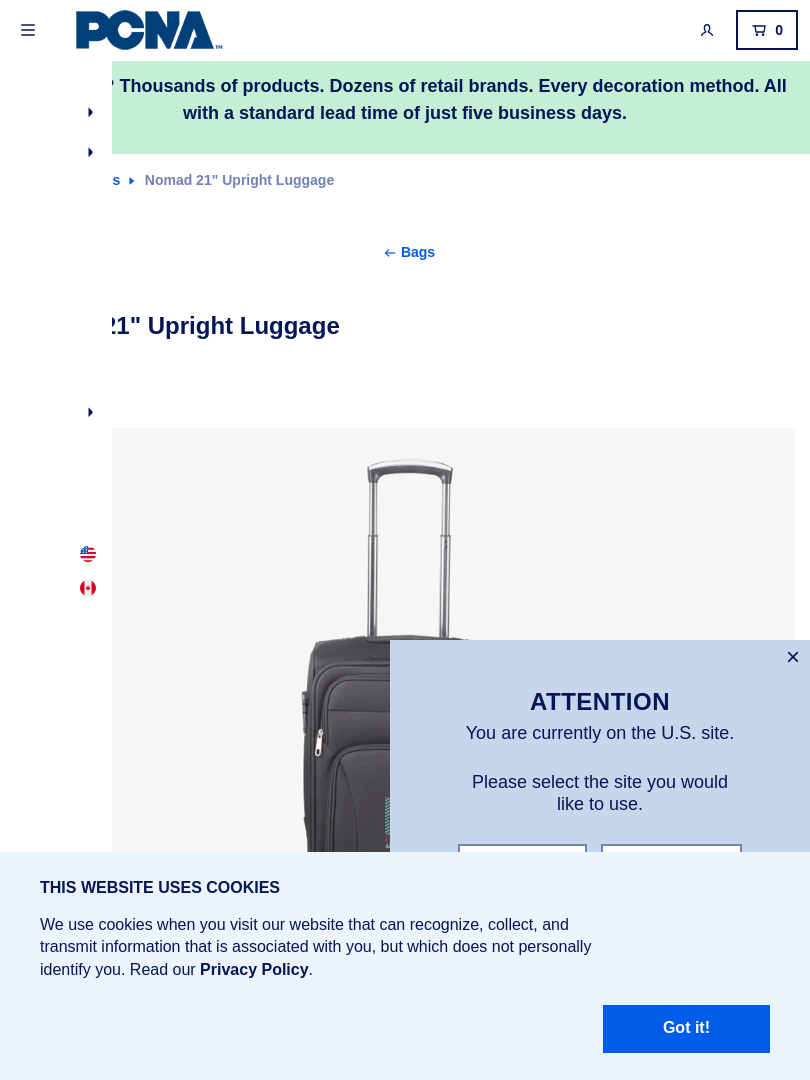 PCNA
TM
0
? Thousands of products. Dozens of retail brands. Every decoration method. All
with a standard lead time of just five business days.
s Nomad 21" Upright Luggage
Bags
21" Upright Luggage
ATTENTION
You are currently on the U.S. site.
Please select the site you would
like to use.
THIS WEBSITE USES COOKIES
We use cookies when you visit our website that can recognize, collect, and
transmit information that is associated with you, but which does not personally
identify you. Read our Privacy Policy.
Got it!